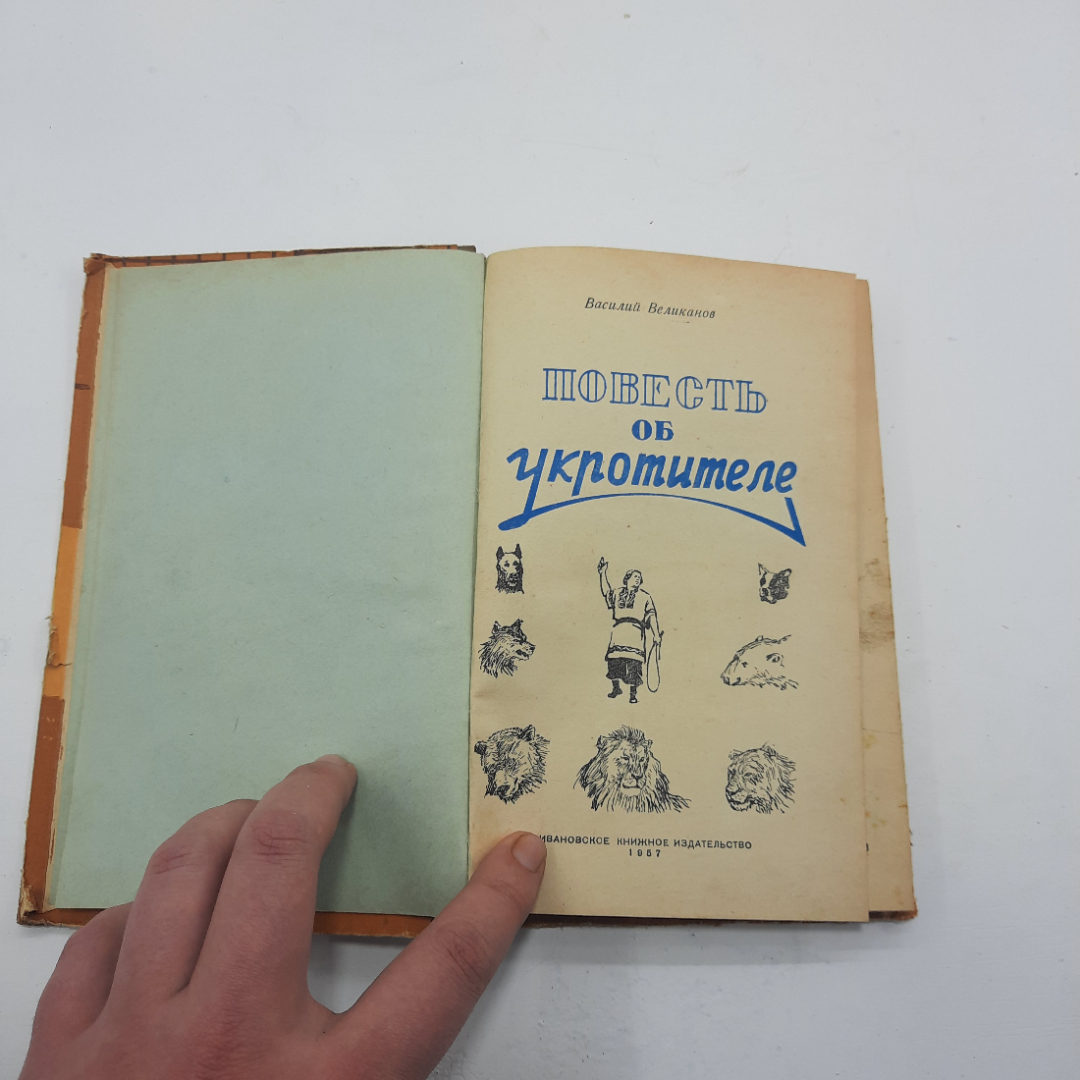 Василий Великанов
ПОВЕСТЬ
ОБ
укротителе
ИВАНОВСКОЕ КНИЖНОЕ ИЗДАТЕЛЬСТВО
1957